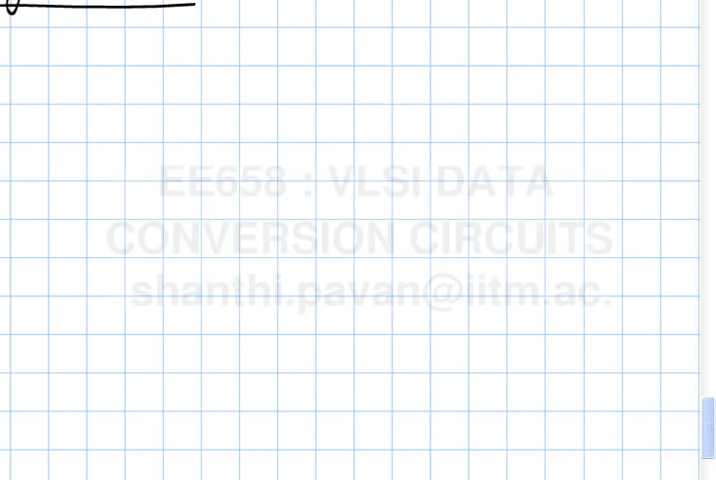 EE658 : VLSI DATA
CONVERSION CIRCUITS
shanthi.pavan@iitm.ac.